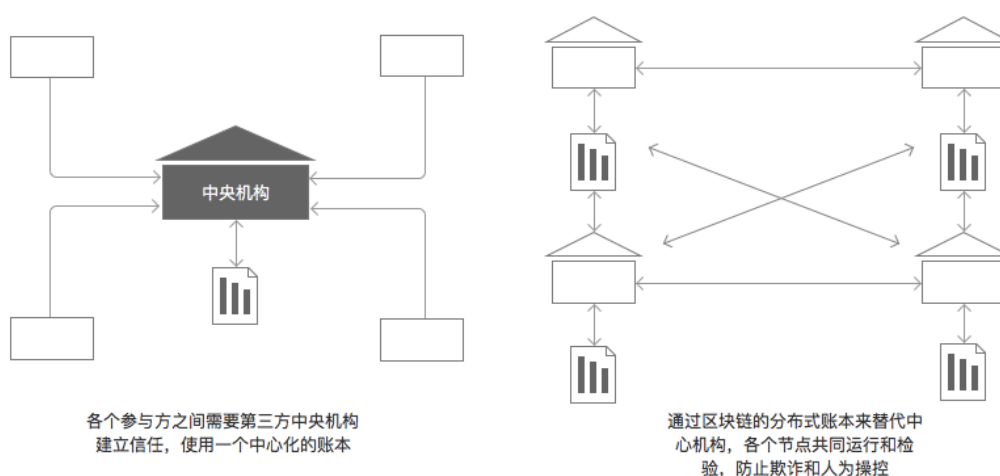 中央机构
各个参与方之间需要第三方中央机构
建立信任，使用一个中心化的账本
通过区块链的分布式账本来替代中
心机构，各个节点共同运行和检
验，防止欺诈和人为操控